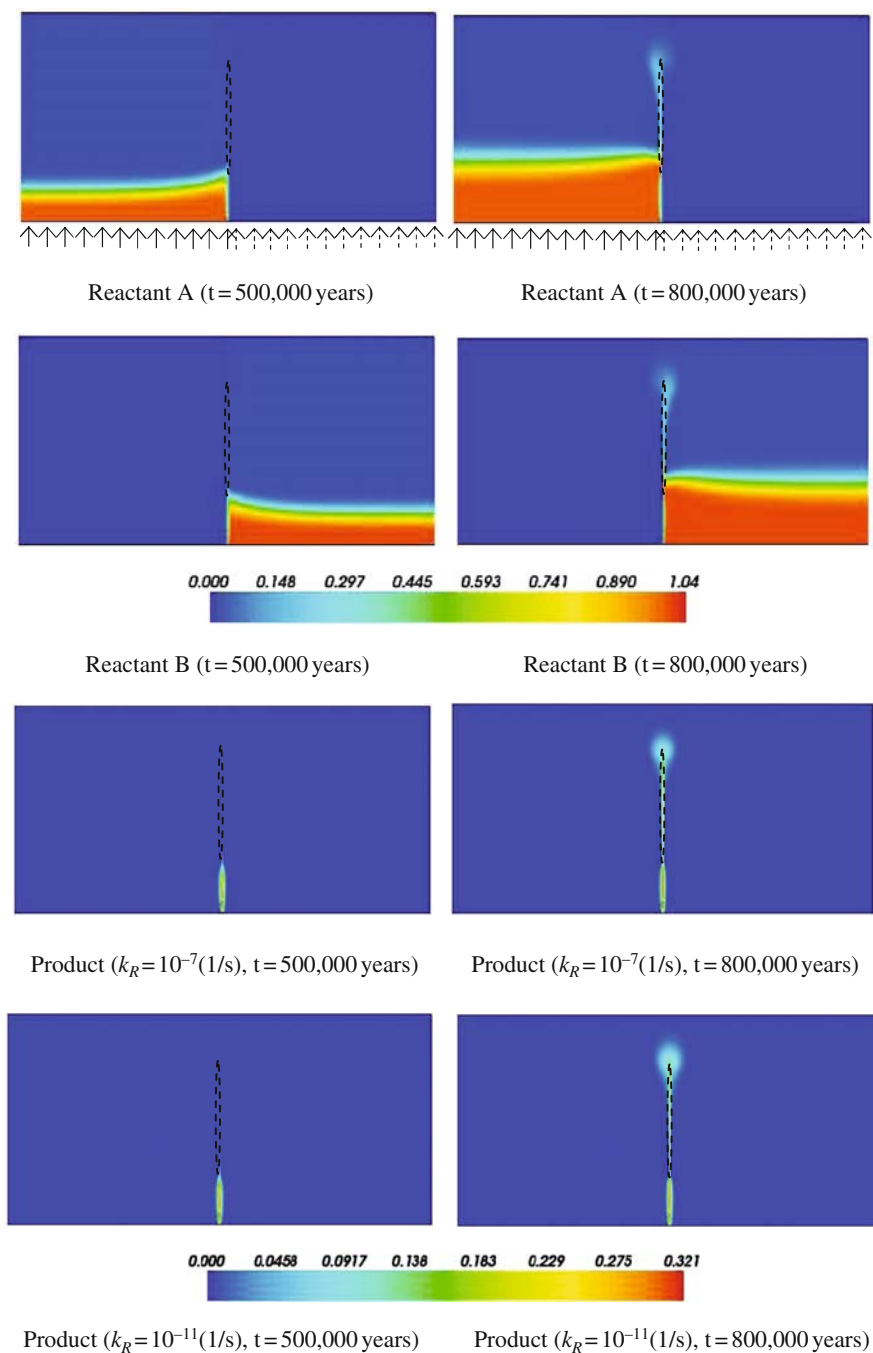 Reactant A (t = 500,000 years) Reactant A (t = 800,000 years)
0.000 0.148 0.297 0.445 0.593 0.741 0.890 1.04
Reactant B (t = 500,000 years) Reactant B (t = 800,000 years)
Product (k_R = 10⁻⁷(1/s), t = 500,000 years) Product (k_R = 10⁻⁷(1/s), t = 800,000 years)
0.000 0.0458 0.0917 0.138 0.183 0.229 0.275 0.321
Product (k_R = 10⁻¹¹(1/s), t = 500,000 years) Product (k_R = 10⁻¹¹(1/s), t = 800,000 years)